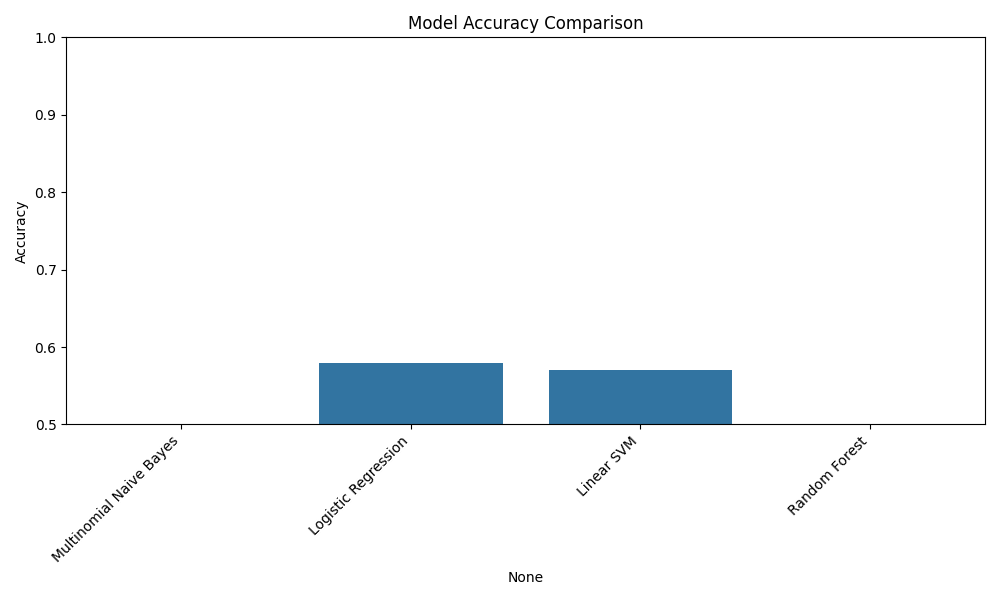 Model Accuracy Comparison
1.0
0.9
0.8
0.7
0.6
0.5
Accuracy
Multinomial Naive Bayes
Logistic Regression
Linear SVM
Random Forest
None